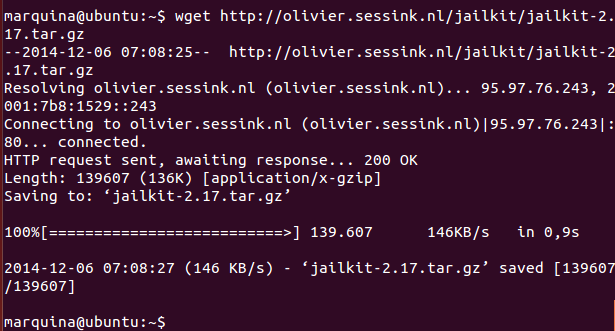 marquina@ubuntu:~$ wget http://olivier.sessink.nl/jailkit/jailkit-2.
17.tar.gz
--2014-12-06 07:08:25--  http://olivier.sessink.nl/jailkit/jailkit-2
.17.tar.gz
Resolving olivier.sessink.nl (olivier.sessink.nl)... 95.97.76.243, 2
001:7b8:1529::243
Connecting to olivier.sessink.nl (olivier.sessink.nl)|95.97.76.243|:
80... connected.
HTTP request sent, awaiting response... 200 OK
Length: 139607 (136K) [application/x-gzip]
Saving to: ‘jailkit-2.17.tar.gz’

100%[==========================>] 139.607      146KB/s   in 0,9s

2014-12-06 07:08:27 (146 KB/s) - ‘jailkit-2.17.tar.gz’ saved [139607
/139607]

marquina@ubuntu:~$